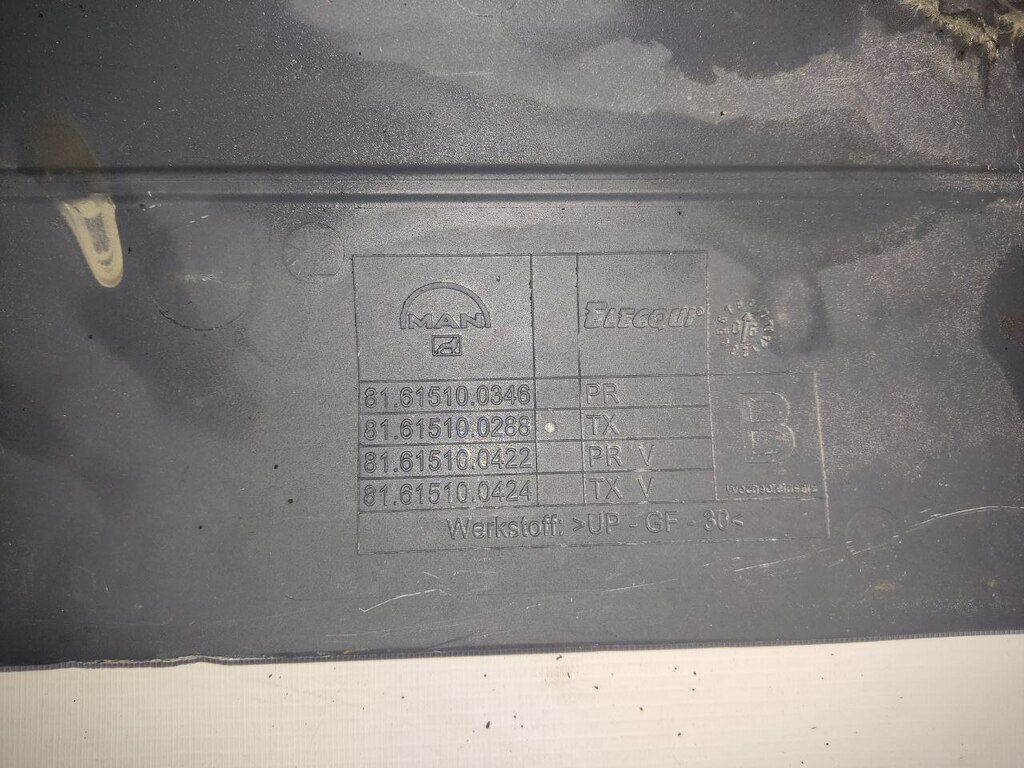 MAN ELECQUI®
81.61510.0346 PR
81.61510.0288 TX
81.61510.0422 PR V
81.61510.0424 TX V
B
Wechseleinsatz
Werkstoff: >UP - GF - 30<